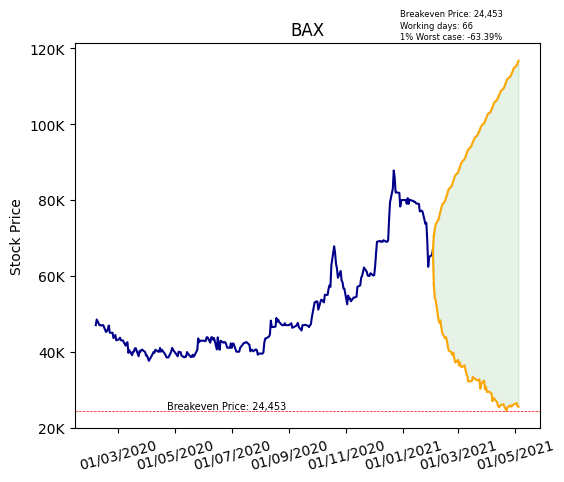 Breakeven Price: 24,453
Working days: 66
1% Worst case: -63.39%
BAX
120K
100K
80K
60K
40K
20K
Stock Price
Breakeven Price: 24,453
01/03/2020
01/05/2020
01/07/2020
01/09/2020
01/11/2020
01/01/2021
01/03/2021
01/05/2021